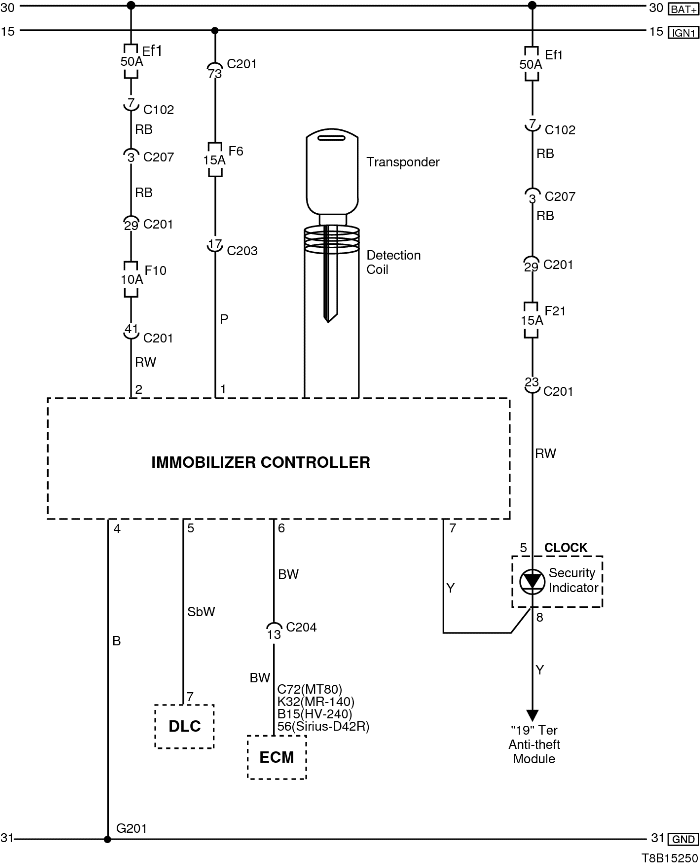 30
30 BAT+
15
15 IGN1
Ef1
50A
7 C102
RB
3 C207
RB
29 C201
F10
10A
41 C201
RW
2
73 C201
F6
15A
17 C203
P
1
Transponder
Detection
Coil
Ef1
50A
7 C102
RB
3 C207
RB
29 C201
F21
15A
23 C201
RW
IMMOBILIZER CONTROLLER
4
5
6
7
B
SbW
7
DLC
BW
13 C204
BW
C72(MT80)
K32(MR-140)
B15(HV-240)
56(Sirius-D42R)
ECM
Y
5 CLOCK
Security
Indicator
8
Y
"19" Ter
Anti-theft
Module
G201
31
31 GND
T8B15250